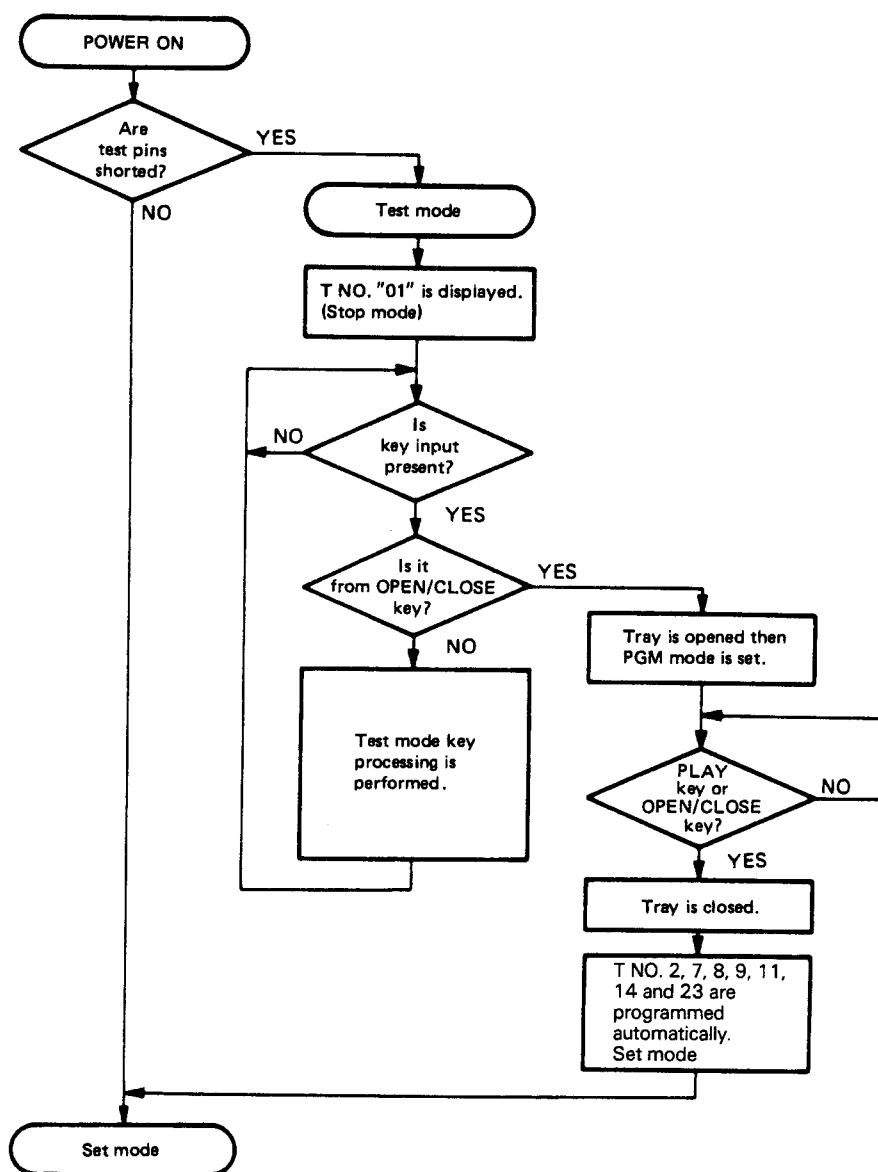 POWER ON
Are
test pins
shorted?
YES
NO
Test mode
T NO. "01" is displayed.
(Stop mode)
Is
key input
present?
NO
YES
Is it
from OPEN/CLOSE
key?
YES
NO
Tray is opened then
PGM mode is set.
Test mode key
processing is
performed.
PLAY
key or
OPEN/CLOSE
key?
NO
YES
Tray is closed.
T NO. 2, 7, 8, 9, 11,
14 and 23 are
programmed
automatically.
Set mode
Set mode